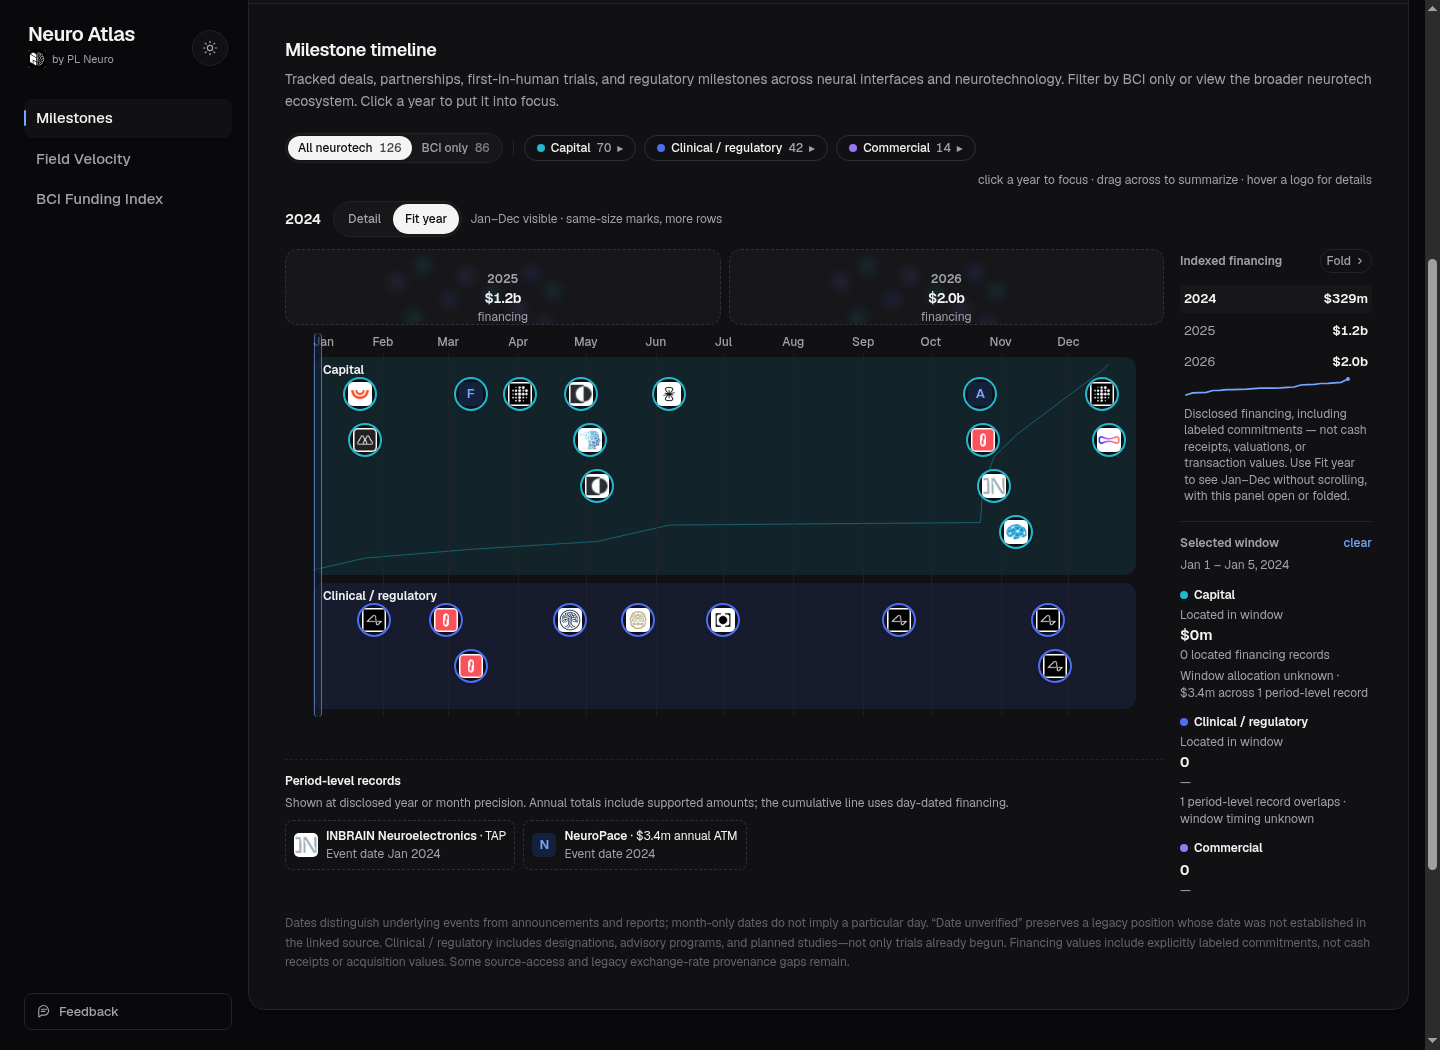 Neuro Atlas
by PL Neuro
Milestones
Field Velocity
BCI Funding Index
Feedback
Milestone timeline
Tracked deals, partnerships, first-in-human trials, and regulatory milestones across neural interfaces and neurotechnology. Filter by BCI only or view the broader neurotech
ecosystem. Click a year to put it into focus.
All neurotech 126
BCI only 86
Capital 70 ▸
Clinical / regulatory 42 ▸
Commercial 14 ▸
click a year to focus · drag across to summarize · hover a logo for details
2024
Detail
Fit year
Jan–Dec visible · same-size marks, more rows
2025
$1.2b
financing
2026
$2.0b
financing
Jan Feb Mar Apr May Jun Jul Aug Sep Oct Nov Dec
Capital
F
A
Clinical / regulatory
Period-level records
Shown at disclosed year or month precision. Annual totals include supported amounts; the cumulative line uses day-dated financing.
INBRAIN Neuroelectronics · TAP
Event date Jan 2024
N
NeuroPace · $3.4m annual ATM
Event date 2024
Indexed financing
Fold ›
2024 $329m
2025 $1.2b
2026 $2.0b
Disclosed financing, including
labeled commitments — not cash
receipts, valuations, or
transaction values. Use Fit year
to see Jan–Dec without scrolling,
with this panel open or folded.
Selected window
clear
Jan 1 – Jan 5, 2024
Capital
Located in window
$0m
0 located financing records
Window allocation unknown ·
$3.4m across 1 period-level record
Clinical / regulatory
Located in window
0
—
1 period-level record overlaps ·
window timing unknown
Commercial
0
—
Dates distinguish underlying events from announcements and reports; month-only dates do not imply a particular day. “Date unverified” preserves a legacy position whose date was not established in
the linked source. Clinical / regulatory includes designations, advisory programs, and planned studies—not only trials already begun. Financing values include explicitly labeled commitments, not cash
receipts or acquisition values. Some source-access and legacy exchange-rate provenance gaps remain.